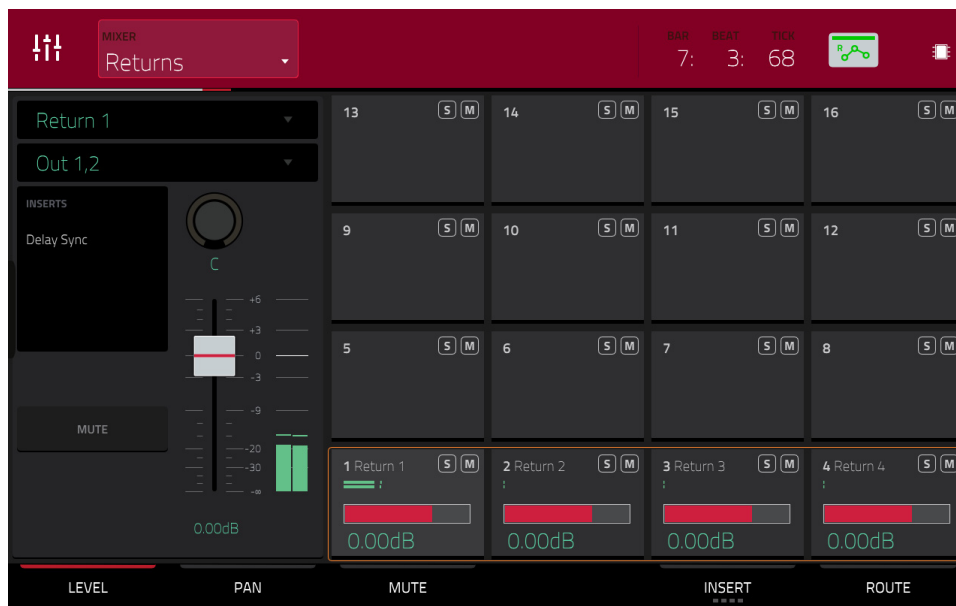 MIXER
Returns
BAR BEAT TICK
7: 3: 68
R
Return 1
Out 1,2
INSERTS
Delay Sync
C
+6
+3
0
-3
-9
-20
-30
-∞
MUTE
0.00dB
13 S M 14 S M 15 S M 16 S M
9 S M 10 S M 11 S M 12 S M
5 S M 6 S M 7 S M 8 S M
1 Return 1 S M 2 Return 2 S M 3 Return 3 S M 4 Return 4 S M
0.00dB 0.00dB 0.00dB 0.00dB
LEVEL PAN MUTE INSERT ROUTE